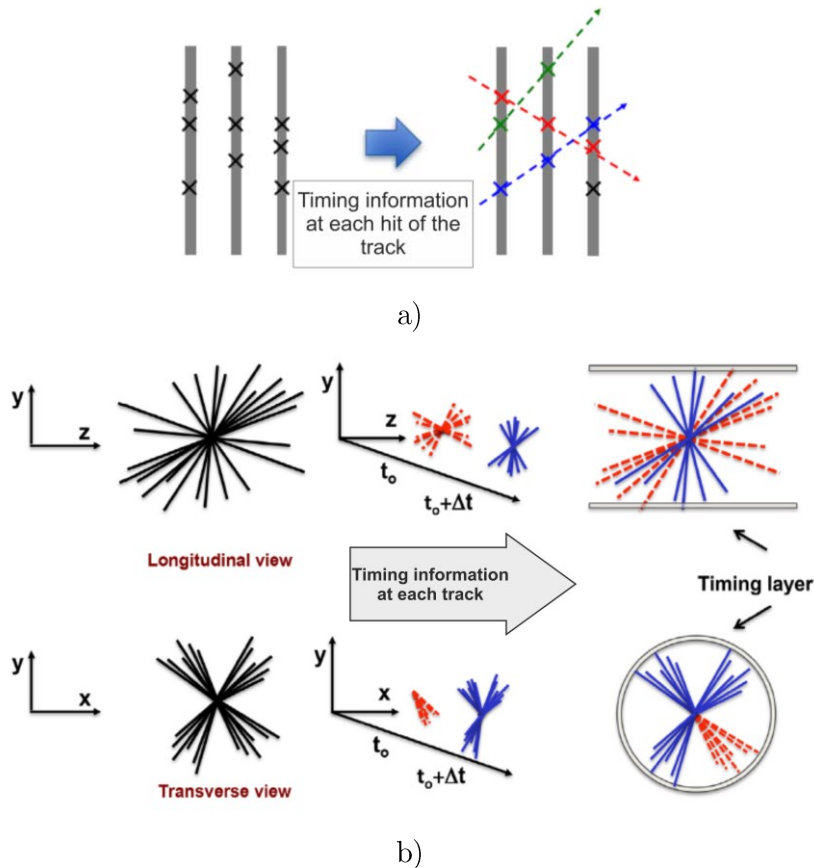 Timing information
at each hit of the
track
a)
y
z
y
z
t₀
t₀+Δt
Longitudinal view
Timing information
at each track
Timing layer
y
x
y
x
t₀
t₀+Δt
Transverse view
b)